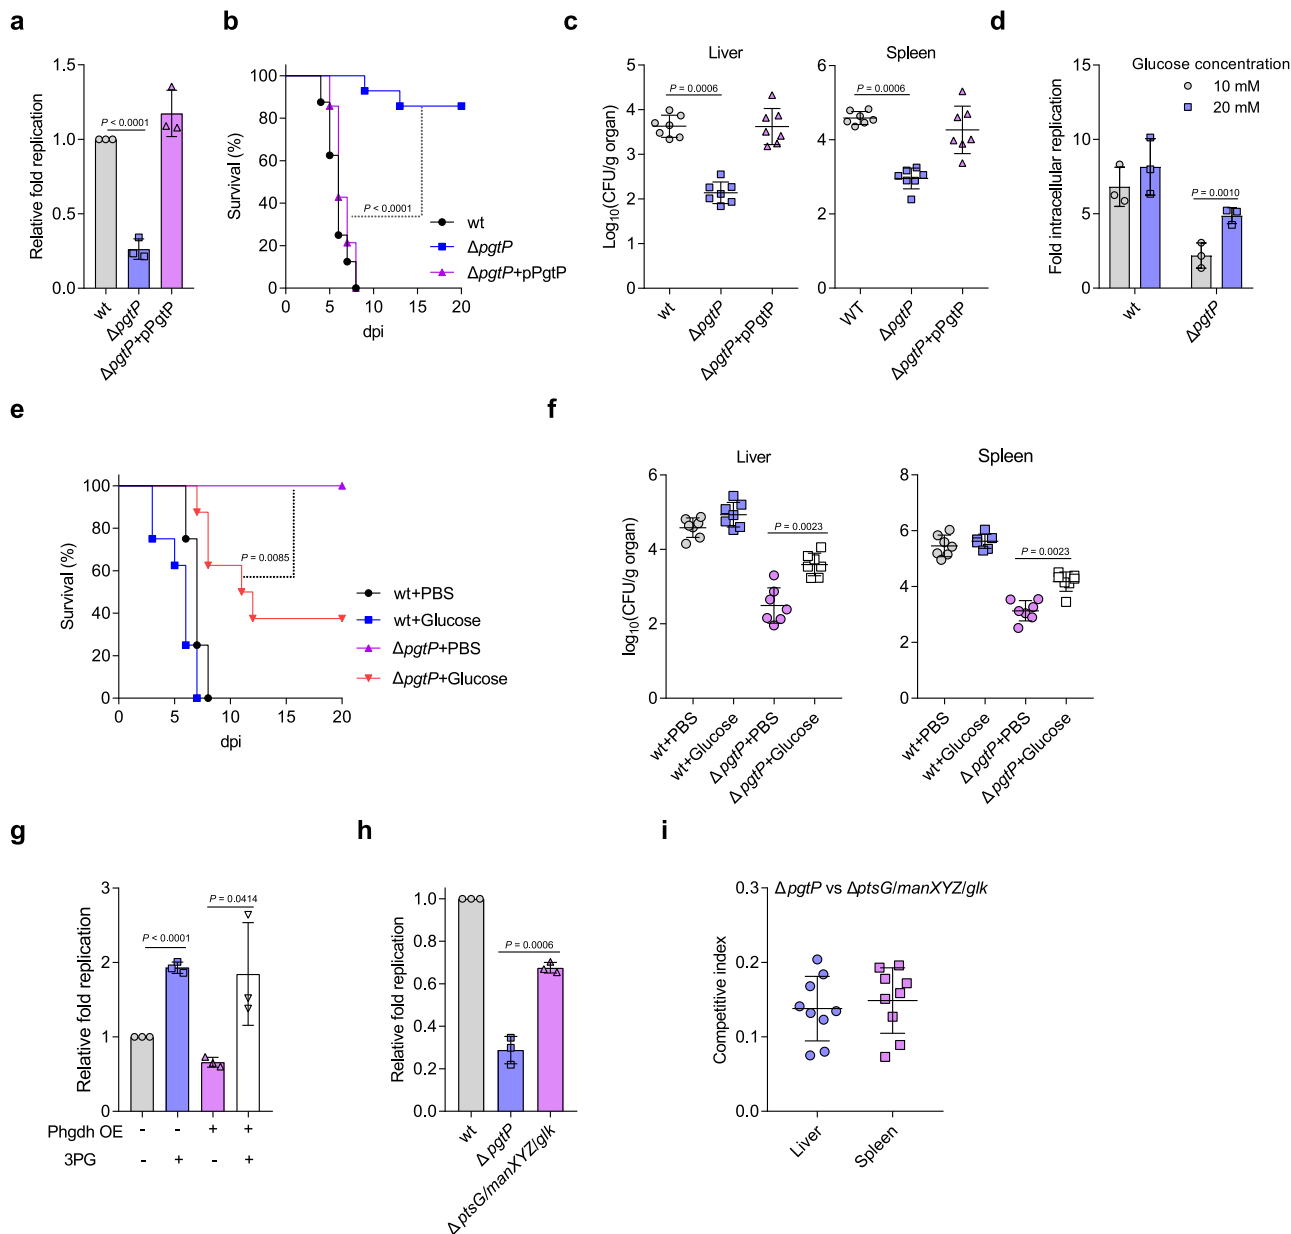 a
Relative fold replication
1.5
1.0
0.5
0.0
P < 0.0001
wt
ΔpgtP
ΔpgtP+pPgtP
b
Survival (%)
100
80
60
40
20
0
P < 0.0001
wt
ΔpgtP
ΔpgtP+pPgtP
0 5 10 15 20
dpi
c
Liver
Log10(CFU/g organ)
5
4
3
2
1
0
P = 0.0006
wt
ΔpgtP
ΔpgtP+pPgtP
Spleen
6
4
2
0
P = 0.0006
WT
ΔpgtP
ΔpgtP+pPgtP
d
Glucose concentration
10 mM
20 mM
Fold intracellular replication
15
10
5
0
P = 0.0010
wt
ΔpgtP
e
Survival (%)
100
80
60
40
20
0
P = 0.0085
wt+PBS
wt+Glucose
ΔpgtP+PBS
ΔpgtP+Glucose
0 5 10 15 20
dpi
f
Liver
log10(CFU/g organ)
6
4
2
0
P = 0.0023
wt+PBS
wt+Glucose
ΔpgtP+PBS
ΔpgtP+Glucose
Spleen
8
6
4
2
0
P = 0.0023
wt+PBS
wt+Glucose
ΔpgtP+PBS
ΔpgtP+Glucose
g
Relative fold replication
3
2
1
0
P < 0.0001
P = 0.0414
Phgdh OE - - + +
3PG - + - +
h
Relative fold replication
1.0
0.8
0.6
0.4
0.2
0.0
P = 0.0006
wt
ΔpgtP
ΔptsG/manXYZ/glk
i
ΔpgtP vs ΔptsG/manXYZ/glk
Competitive index
0.3
0.2
0.1
0.0
Liver
Spleen